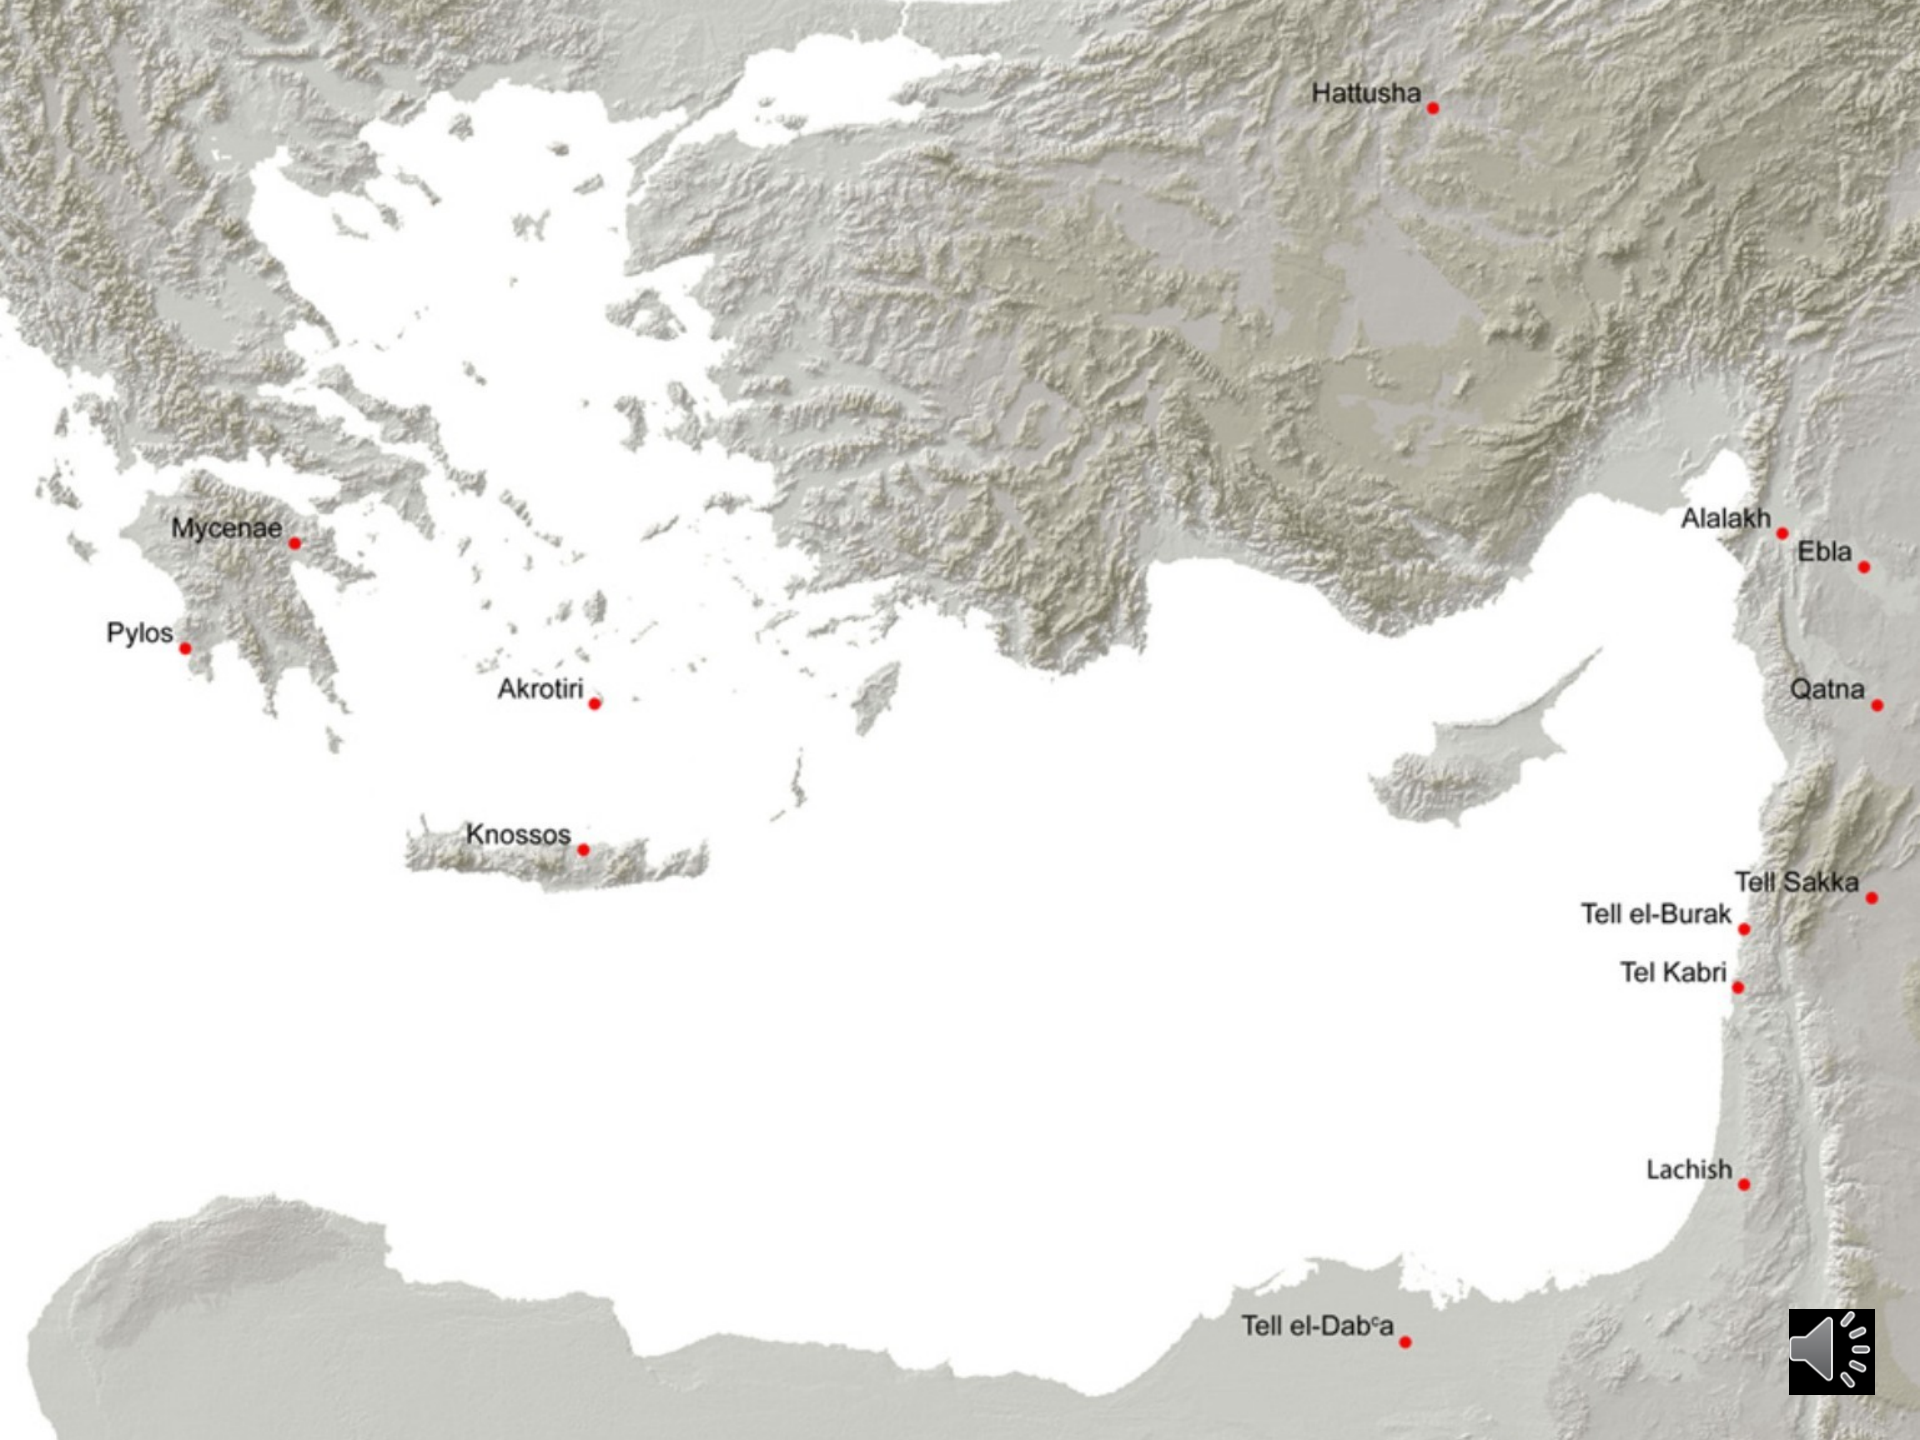 Hattusha
Alalakh
Mycenae
Ebla
Pylos
Akrotiri
Qatna
Knossos
Tell Sakka
Tell el-Burak
Tel Kabri
Lachish
Tell el-Dabᶜa